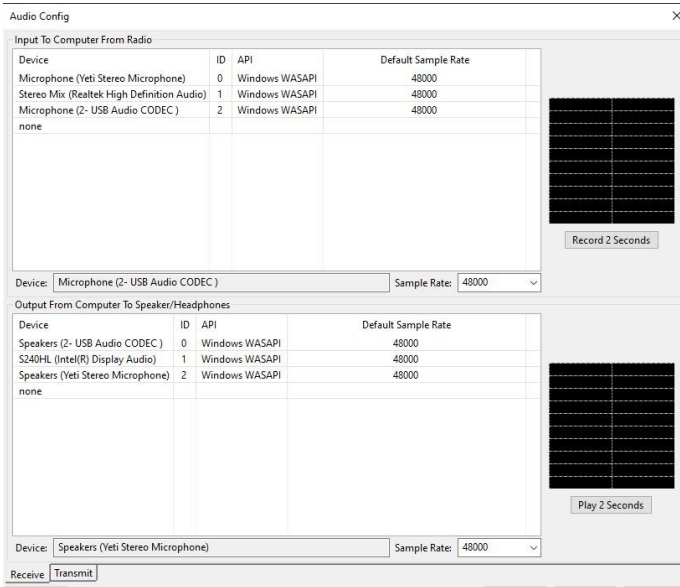 Audio Config
Input To Computer From Radio
Device ID API Default Sample Rate
Microphone (Yeti Stereo Microphone) 0 Windows WASAPI 48000
Stereo Mix (Realtek High Definition Audio) 1 Windows WASAPI 48000
Microphone (2- USB Audio CODEC ) 2 Windows WASAPI 48000
none
Record 2 Seconds
Device: Microphone (2- USB Audio CODEC ) Sample Rate: 48000
Output From Computer To Speaker/Headphones
Device ID API Default Sample Rate
Speakers (2- USB Audio CODEC ) 0 Windows WASAPI 48000
S240HL (Intel(R) Display Audio) 1 Windows WASAPI 48000
Speakers (Yeti Stereo Microphone) 2 Windows WASAPI 48000
none
Play 2 Seconds
Device: Speakers (Yeti Stereo Microphone) Sample Rate: 48000
Receive Transmit